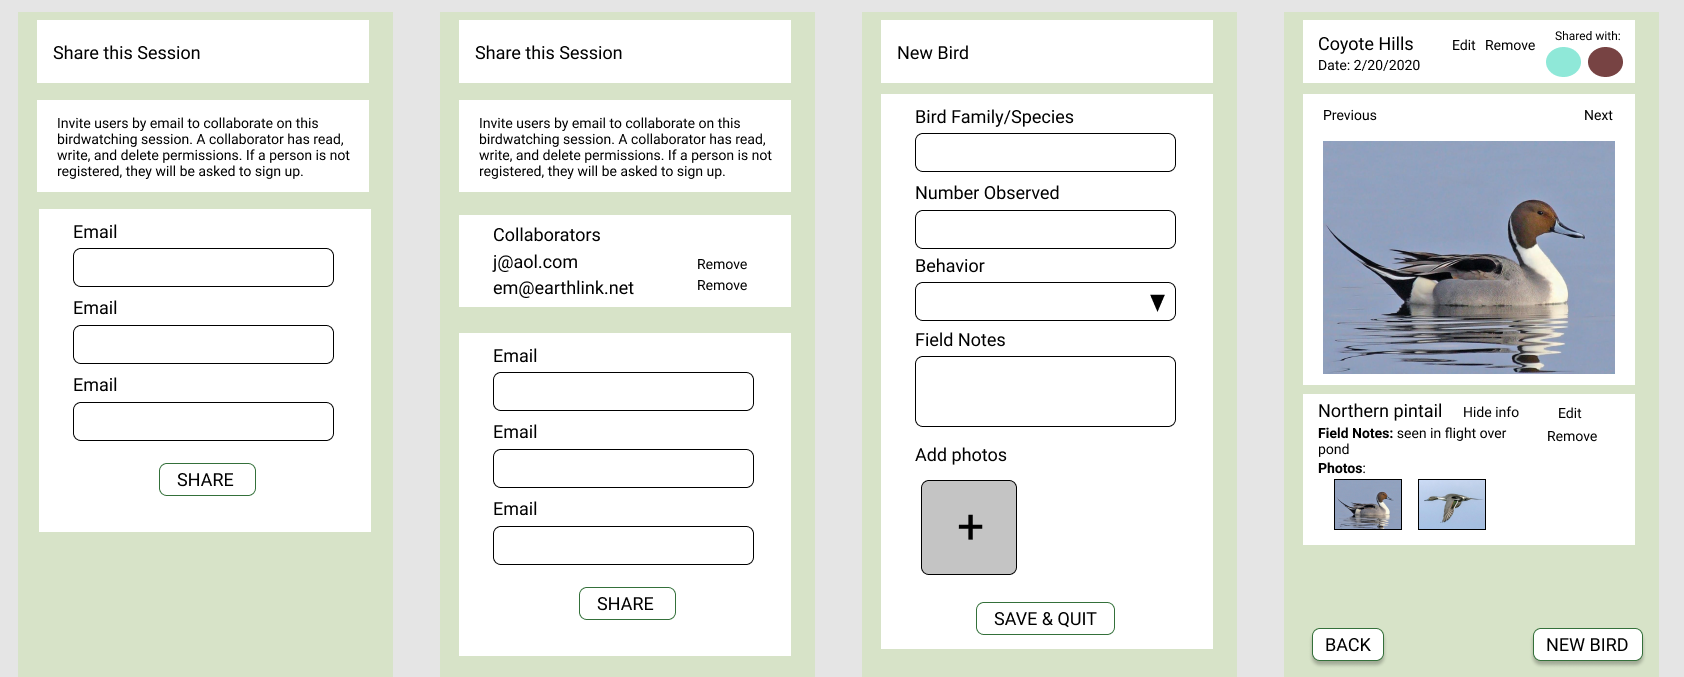 Share this Session
Invite users by email to collaborate on this
birdwatching session. A collaborator has read,
write, and delete permissions. If a person is not
registered, they will be asked to sign up.
Email
Email
Email
SHARE
Share this Session
Invite users by email to collaborate on this
birdwatching session. A collaborator has read,
write, and delete permissions. If a person is not
registered, they will be asked to sign up.
Collaborators
j@aol.com Remove
em@earthlink.net Remove
Email
Email
Email
SHARE
New Bird
Bird Family/Species
Number Observed
Behavior
Field Notes
Add photos
+
SAVE & QUIT
Coyote Hills Edit Remove Shared with:
Date: 2/20/2020
Previous Next
Northern pintail Hide info Edit
Field Notes: seen in flight over Remove
pond
Photos:
BACK NEW BIRD